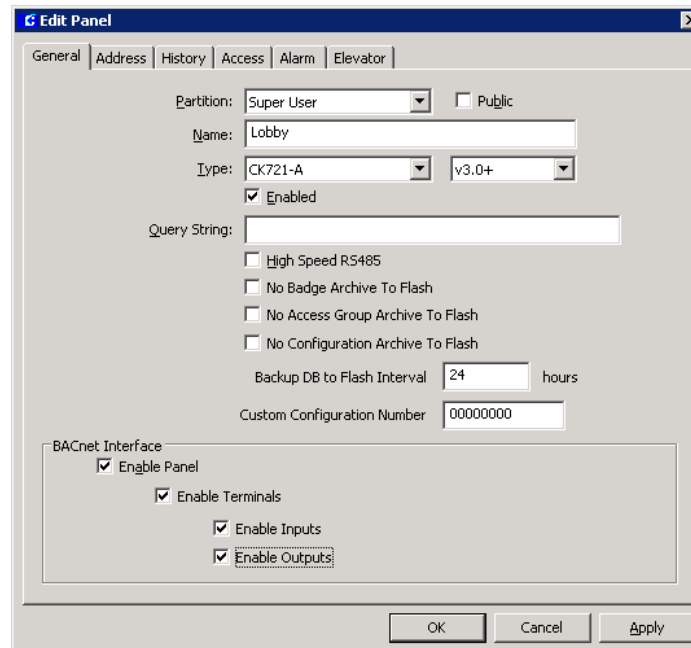 Edit Panel
General Address History Access Alarm Elevator
Partition: Super User Public
Name: Lobby
Type: CK721-A v3.0+
Enabled
Query String:
High Speed RS485
No Badge Archive To Flash
No Access Group Archive To Flash
No Configuration Archive To Flash
Backup DB to Flash Interval 24 hours
Custom Configuration Number 00000000
BACnet Interface
Enable Panel
Enable Terminals
Enable Inputs
Enable Outputs
OK Cancel Apply